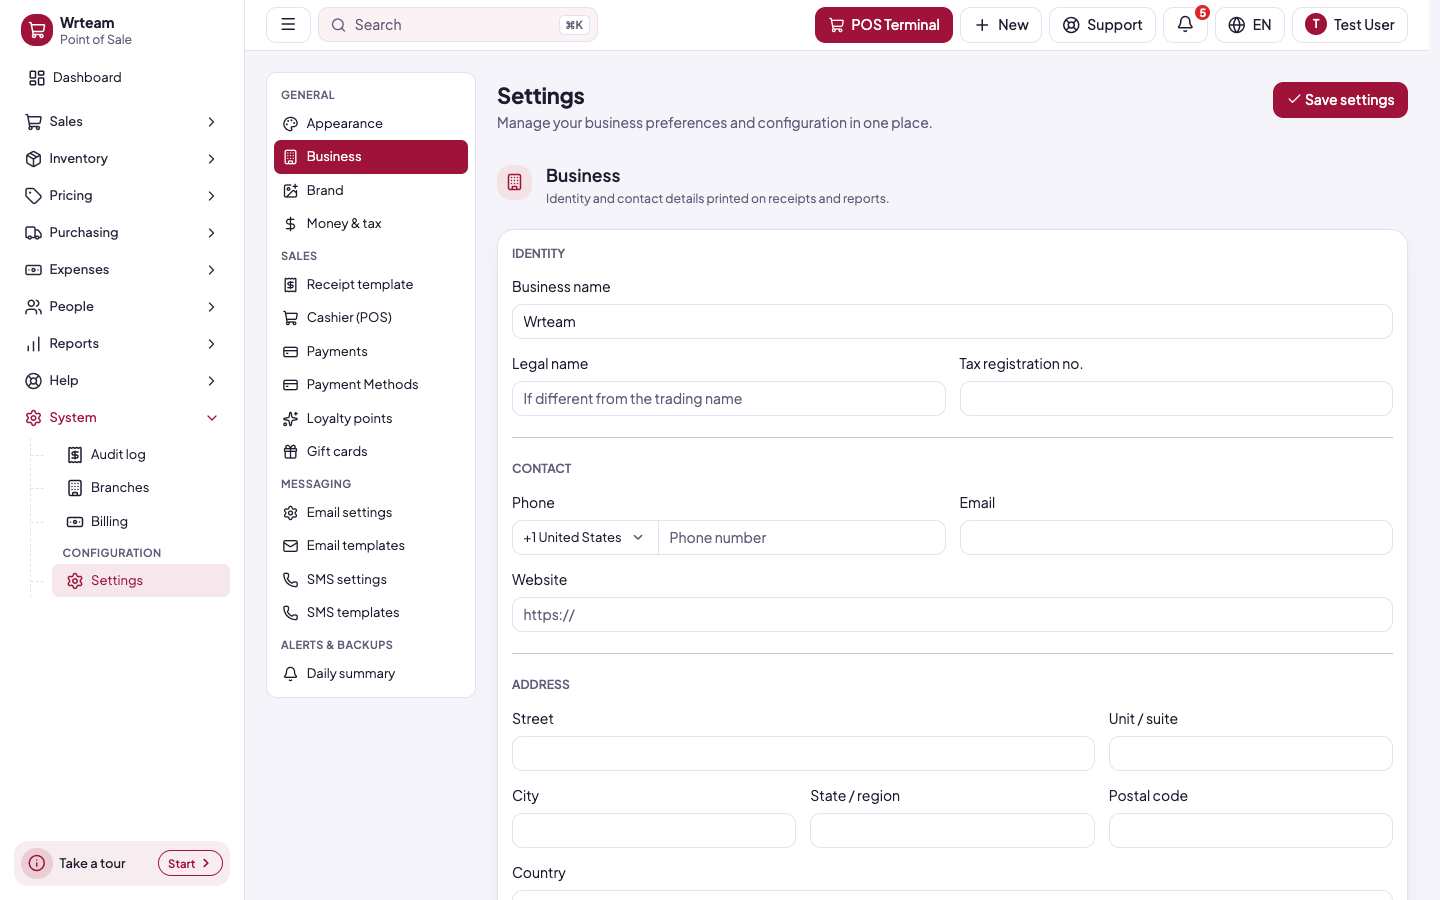 Wrteam
Point of Sale
Dashboard
Sales
Inventory
Pricing
Purchasing
Expenses
People
Reports
Help
System
Audit log
Branches
Billing
CONFIGURATION
Settings
Take a tour
Start
Search
⌘K
POS Terminal
New
Support
5
EN
T
Test User
GENERAL
Appearance
Business
Brand
Money & tax
SALES
Receipt template
Cashier (POS)
Payments
Payment Methods
Loyalty points
Gift cards
MESSAGING
Email settings
Email templates
SMS settings
SMS templates
ALERTS & BACKUPS
Daily summary
Settings
Manage your business preferences and configuration in one place.
Save settings
Business
Identity and contact details printed on receipts and reports.
IDENTITY
Business name
Wrteam
Legal name
Tax registration no.
If different from the trading name
CONTACT
Phone
Email
+1 United States
Phone number
Website
https://
ADDRESS
Street
Unit / suite
City
State / region
Postal code
Country